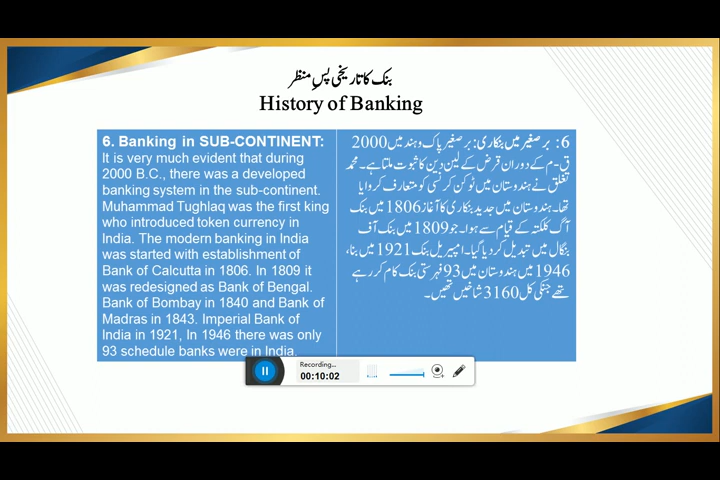 بنک کا تاریخی پسِ منظر
History of Banking
6. Banking in SUB-CONTINENT:
It is very much evident that during
2000 B.C., there was a developed
banking system in the sub-continent.
Muhammad Tughlaq was the first king
who introduced token currency in
India. The modern banking in India
was started with establishment of
Bank of Calcutta in 1806. In 1809 it
was redesigned as Bank of Bengal.
Bank of Bombay in 1840 and Bank of
Madras in 1843. Imperial Bank of
India in 1921, In 1946 there was only
93 schedule banks were in India.
6: برصغیر میں بنکاری: برصغیر پاک و ہند میں 2000
ق-م کے دوران قرض کے لین دین کا ثبوت ملتا ہے۔ محمد
تغلق نے ہندوستان میں ٹوکن کرنسی کو متعارف کروایا
تھا۔ ہندوستان میں جدید بنکاری کا آغاز 1806 میں بنک
آف کلکتہ کے قیام سے ہوا۔ جو 1809 میں بنک آف
بنگال میں تبدیل کر دیا گیا۔ امپیریل بنک 1921 میں بنا،
1946 میں ہندوستان میں 93 فہرستی بنک کام کر رہے
تھے جنکی کل 3160 شاخیں تھیں۔
Recording...
00:10:02